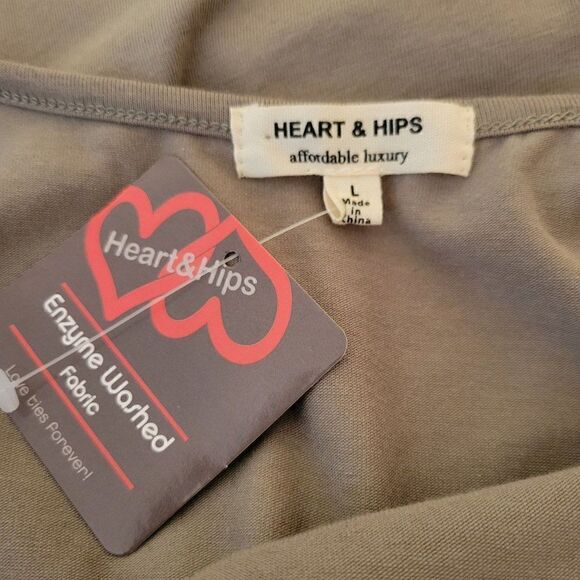 HEART & HIPS
affordable luxury
L
Made
in
China
Heart&Hips
Enzyme Washed
Fabric
Love ties forever!